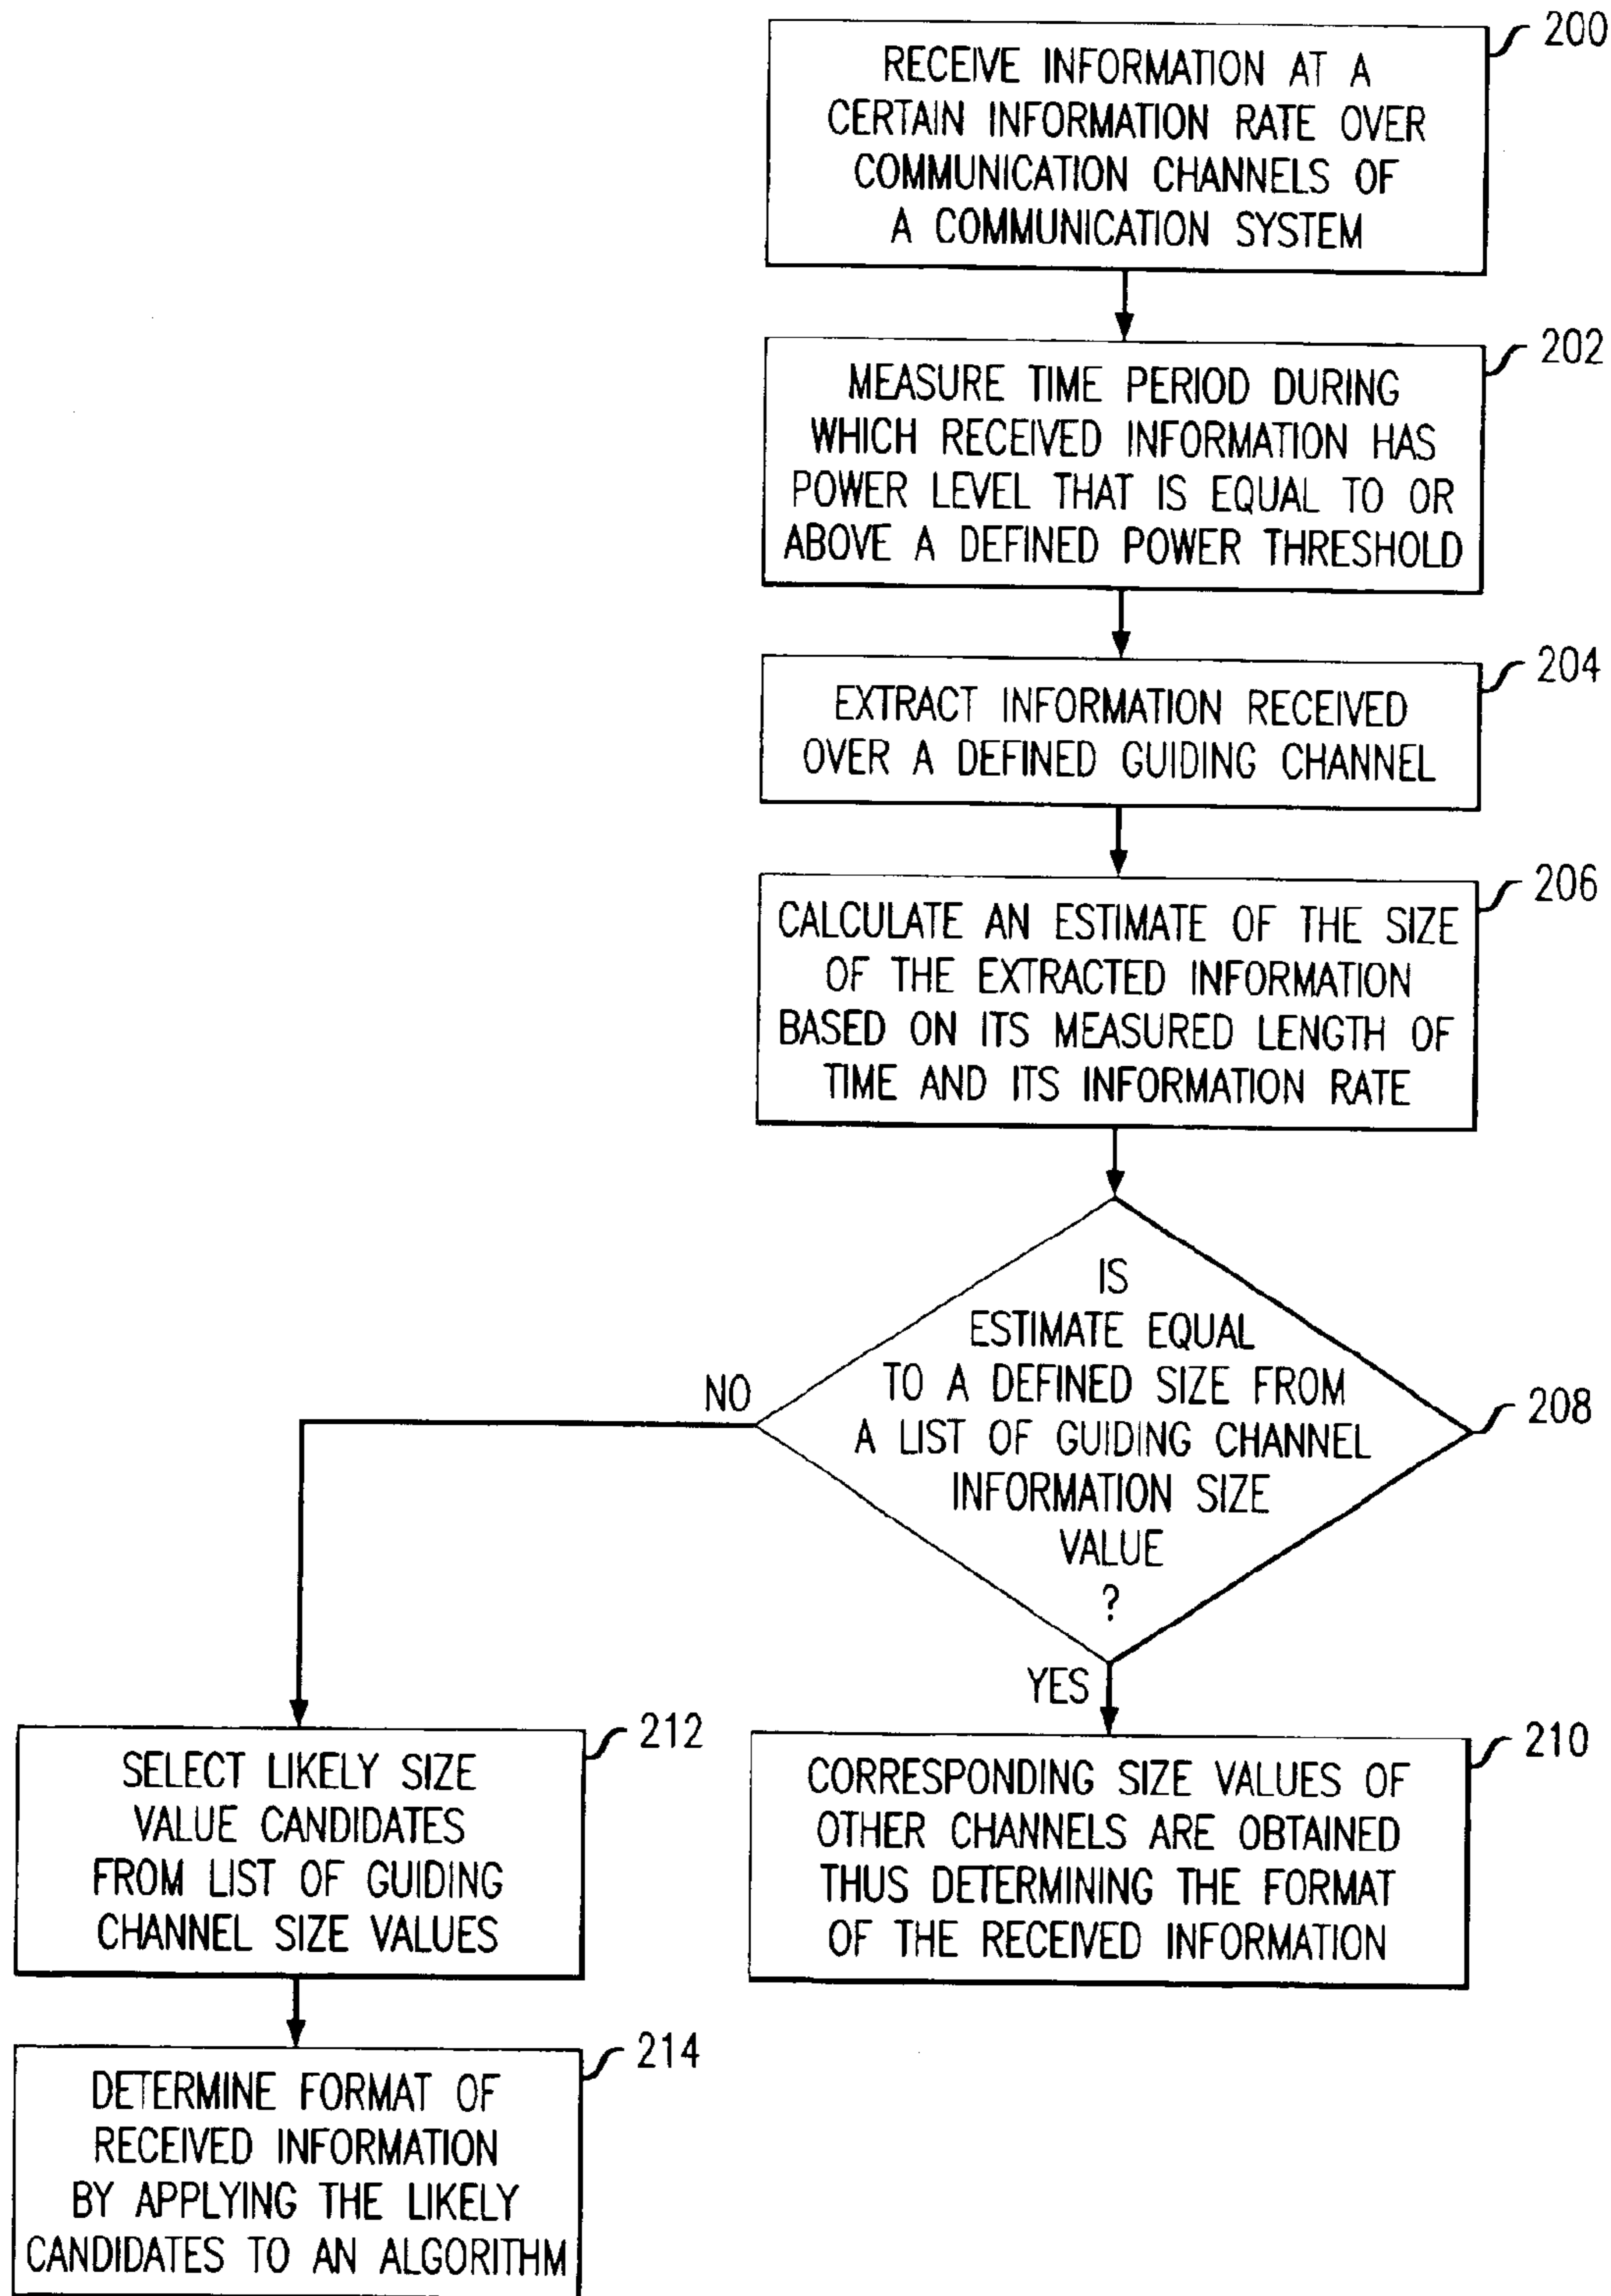 200
RECEIVE INFORMATION AT A
CERTAIN INFORMATION RATE OVER
COMMUNICATION CHANNELS OF
A COMMUNICATION SYSTEM
202
MEASURE TIME PERIOD DURING
WHICH RECEIVED INFORMATION HAS
POWER LEVEL THAT IS EQUAL TO OR
ABOVE A DEFINED POWER THRESHOLD
204
EXTRACT INFORMATION RECEIVED
OVER A DEFINED GUIDING CHANNEL
206
CALCULATE AN ESTIMATE OF THE SIZE
OF THE EXTRACTED INFORMATION
BASED ON ITS MEASURED LENGTH OF
TIME AND ITS INFORMATION RATE
IS
ESTIMATE EQUAL
TO A DEFINED SIZE FROM
A LIST OF GUIDING CHANNEL
INFORMATION SIZE
VALUE
?
208
NO
YES
212
SELECT LIKELY SIZE
VALUE CANDIDATES
FROM LIST OF GUIDING
CHANNEL SIZE VALUES
210
CORRESPONDING SIZE VALUES OF
OTHER CHANNELS ARE OBTAINED
THUS DETERMINING THE FORMAT
OF THE RECEIVED INFORMATION
214
DETERMINE FORMAT OF
RECEIVED INFORMATION
BY APPLYING THE LIKELY
CANDIDATES TO AN ALGORITHM